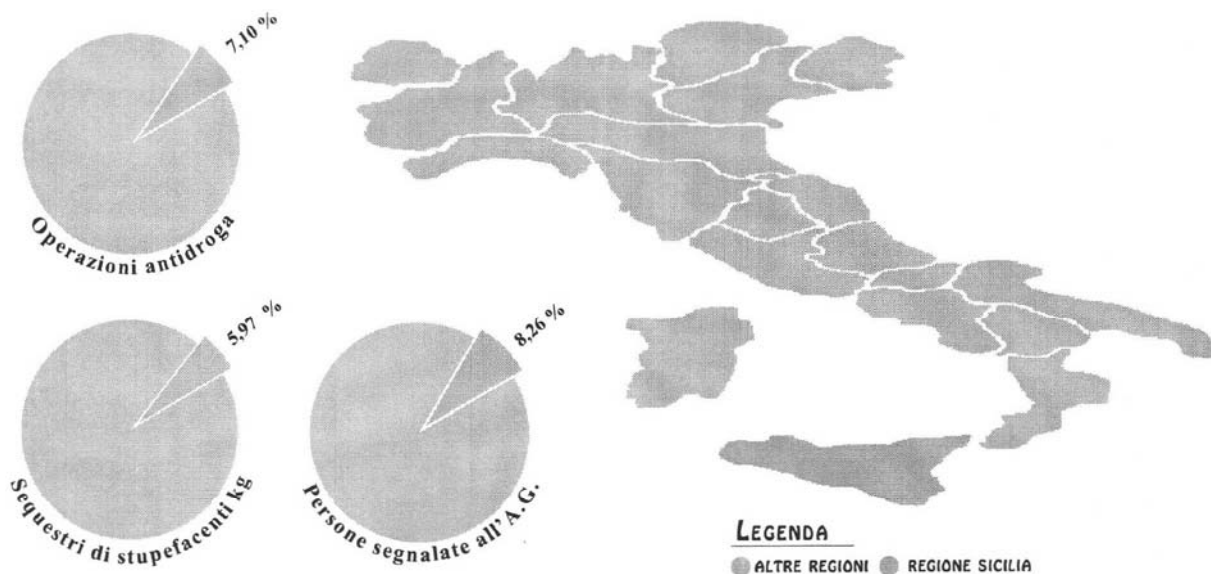 7,10 %
Operazioni antidroga
5,97 %
Sequestri di stupefacenti kg
8,26 %
Persone segnalate all'A.G.
LEGENDA
ALTRE REGIONI REGIONE SICILIA